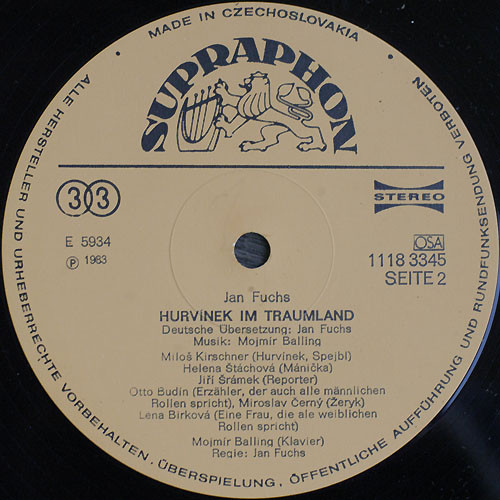 MADE IN CZECHOSLOVAKIA
SUPRAPHON
33
STEREO
E 5934
OSA
℗ 1983
1118 3345
SEITE 2
Jan Fuchs
HURVÍNEK IM TRAUMLAND
Deutsche Übersetzung: Jan Fuchs
Musik: Mojmír Balling
Miloš Kirschner (Hurvínek, Spejbl)
Helena Štáchová (Mánička)
Jiří Šrámek (Reporter)
Otto Budín (Erzähler, der auch alle männlichen
Rollen spricht), Miroslav Černý (Žeryk)
Lena Birková (Eine Frau, die ale weiblichen
Rollen spricht)
Mojmír Balling (Klavier)
Regie: Jan Fuchs
ALLE HERSTELLER UND URHEBERRECHTE VORBEHALTEN. ÜBERSPIELUNG, ÖFFENTLICHE AUFFÜHRUNG UND RUNDFUNKSENDUNG VERBOTEN